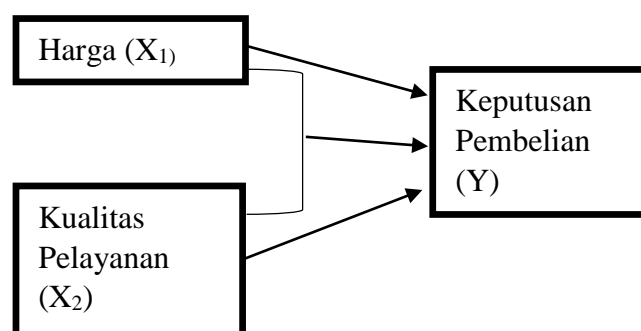 Harga (X1)
Kualitas
Pelayanan
(X2)
Keputusan
Pembelian
(Y)